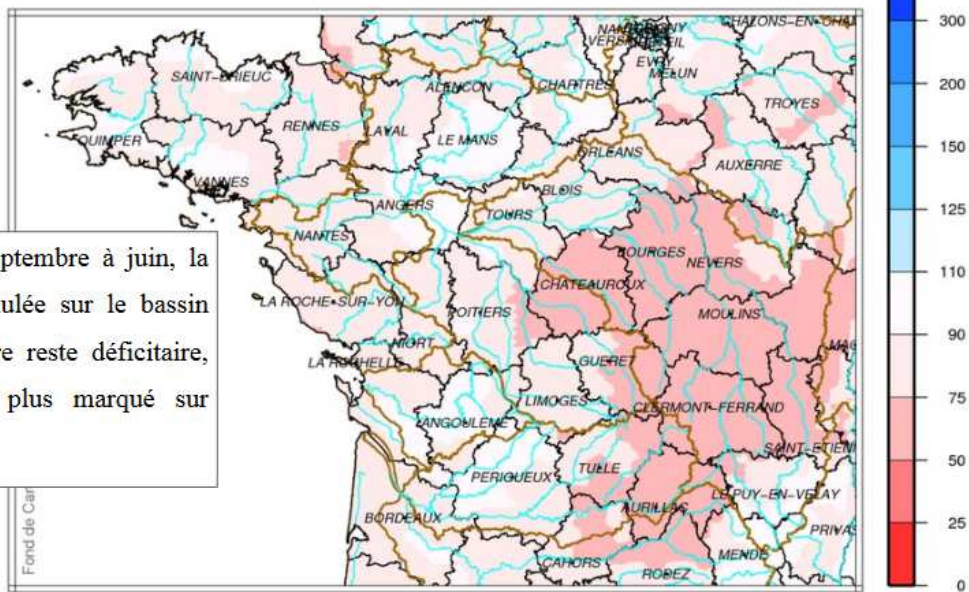 NAN
CHALONS-EN-CHA
VERS
EVRY
MELUN
CHARTRES
SAINT-BRIEUC
ALENCON
TROYES
RENNES
LAVAL
LE MANS
QUIMPER
ORLEANS
AUXERRE
VANNES
BLOIS
ANGERS
TOURS
NANTES
BOURGES
NEVERS
CHATEAUROUX
LA ROCHE-SUR-YON
POITIERS
MOULINS
NIORT
MAC
LA ROCHELLE
GUERET
LIMOGES
CLERMONT-FERRAND
ANGOULEME
SAINT-ETIEN
PERIGUEUX
TULLE
LE PUY-EN-VELAY
AURILLAC
BORDEAUX
PRIVAS
CAHORS
MENDE
RODEZ
ptembre à juin, la
ulée sur le bassin
re reste déficitaire,
plus marqué sur
Fond de Car
300
200
150
125
110
90
75
50
25
0